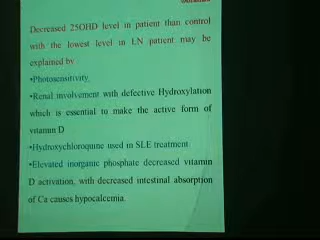 Decreased 25OHD level in patient than control
with the lowest level in LN patient may be
explained by
•Photosensitivity,
•Renal involvement with defective Hydroxylation
which is essential to make the active form of
vitamin D
•Hydroxychloroquine used in SLE treatment
•Elevated inorganic phosphate decreased vitamin
D activation, with decreased intestinal absorption
of Ca causes hypocalcemia.